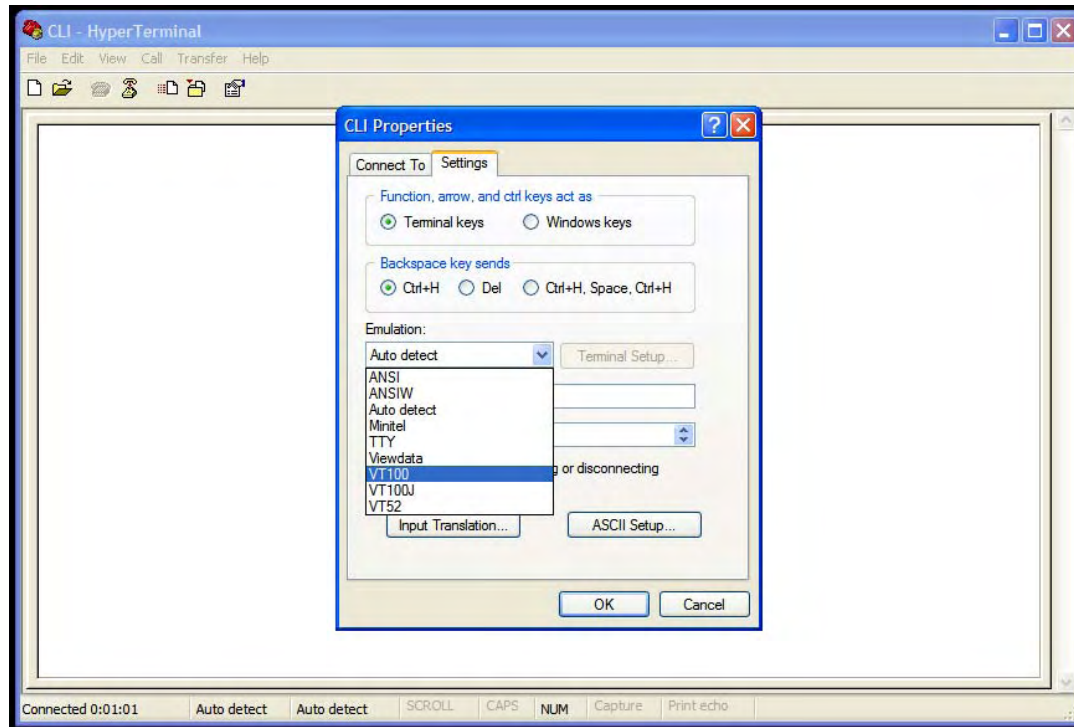 CLI - HyperTerminal
File Edit View Call Transfer Help
CLI Properties
Connect To Settings
Function, arrow, and ctrl keys act as
Terminal keys Windows keys
Backspace key sends
Ctrl+H Del Ctrl+H, Space, Ctrl+H
Emulation:
Auto detect Terminal Setup...
ANSI
ANSIW
Auto detect
Minitel
TTY
Viewdata
VT100 or disconnecting
VT100J
VT52
Input Translation... ASCII Setup...
OK Cancel
Connected 0:01:01 Auto detect Auto detect SCROLL CAPS NUM Capture Print echo